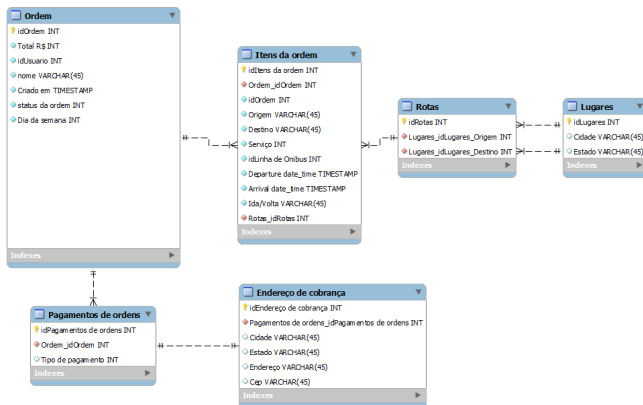 Ordem
idOrdem INT
Total R$ INT
idUsuario INT
nome VARCHAR(45)
Criado em TIMESTAMP
status da ordem INT
Dia da semana INT
Indexes
Itens da ordem
idItens da ordem INT
Ordem_idOrdem INT
idOrdem INT
Origem VARCHAR(45)
Destino VARCHAR(45)
Serviço INT
idLinha de Onibus INT
Departure date_time TIMESTAMP
Arrival date_time TIMESTAMP
Ida/Volta VARCHAR(45)
Rotas_idRotas INT
Indexes
Rotas
idRotas INT
Lugares_idLugares_Origem INT
Lugares_idLugares_Destino INT
Indexes
Lugares
idLugares INT
Cidade VARCHAR(45)
Estado VARCHAR(45)
Indexes
Pagamentos de ordens
idPagamentos de ordens INT
Ordem_idOrdem INT
Tipo de pagamento INT
Indexes
Endereço de cobrança
idEndereço de cobrança INT
Pagamentos de ordens_idPagamentos de ordens INT
Cidade VARCHAR(45)
Estado VARCHAR(45)
Endereço VARCHAR(45)
Cep VARCHAR(45)
Indexes